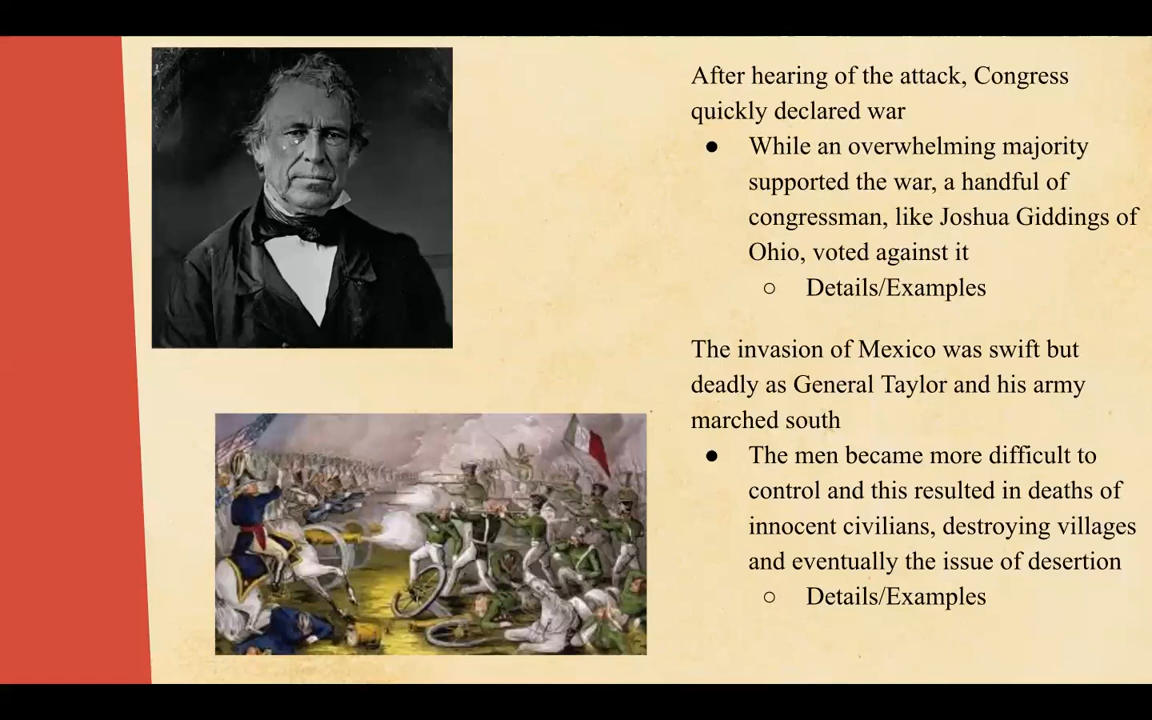 After hearing of the attack, Congress
quickly declared war
● While an overwhelming majority
supported the war, a handful of
congressman, like Joshua Giddings of
Ohio, voted against it
○ Details/Examples
The invasion of Mexico was swift but
deadly as General Taylor and his army
marched south
● The men became more difficult to
control and this resulted in deaths of
innocent civilians, destroying villages
and eventually the issue of desertion
○ Details/Examples